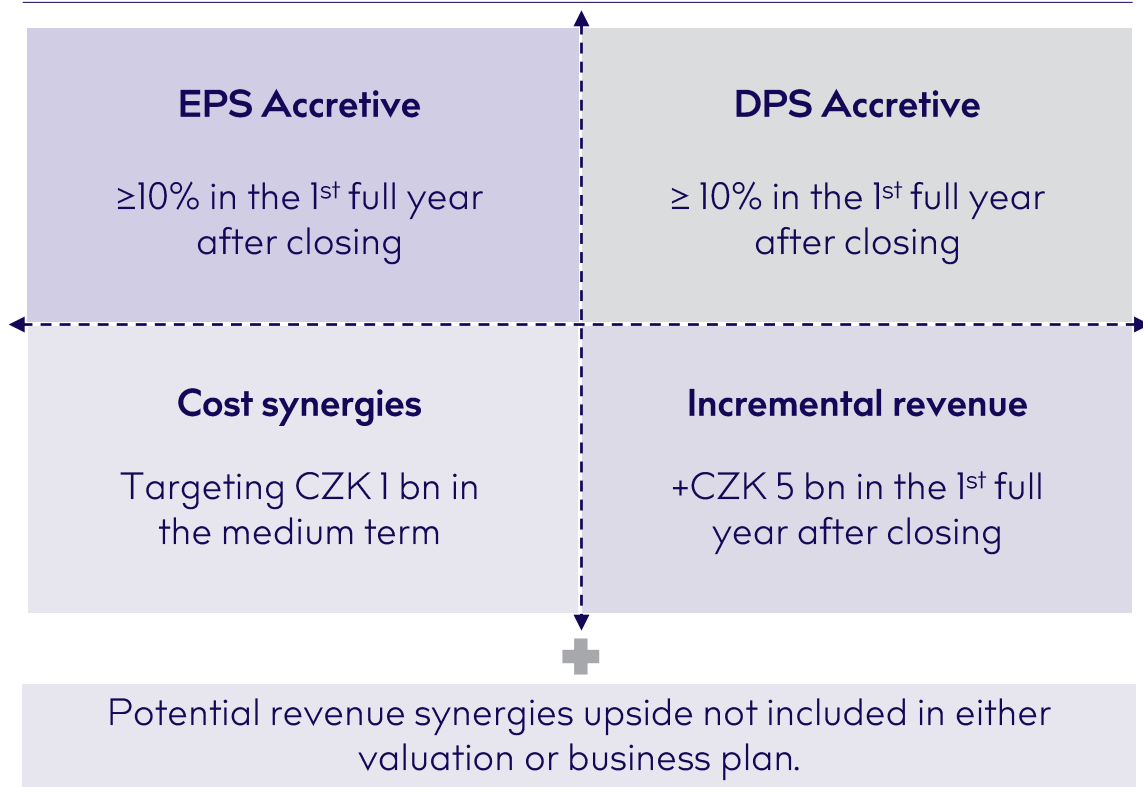 EPS Accretive
≥10% in the 1st full year
after closing
DPS Accretive
≥ 10% in the 1st full year
after closing
Cost synergies
Targeting CZK 1 bn in
the medium term
Incremental revenue
+CZK 5 bn in the 1st full
year after closing
Potential revenue synergies upside not included in either
valuation or business plan.